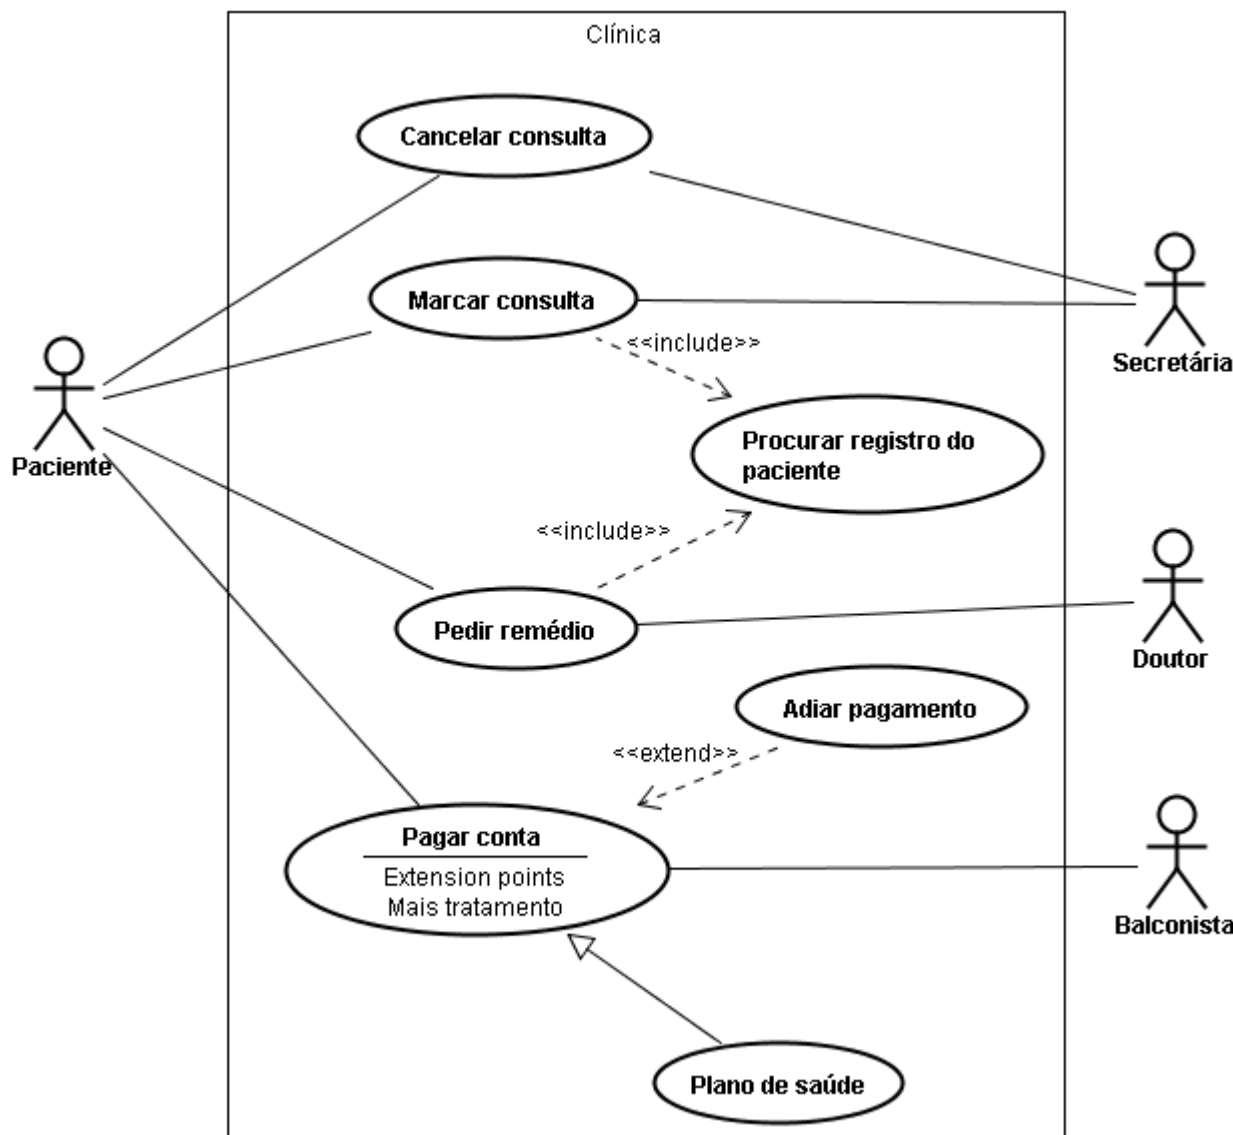 Clínica
Cancelar consulta
Marcar consulta
<<include>>
Secretária
Procurar registro do
paciente
Paciente
<<include>>
Pedir remédio
Doutor
Adiar pagamento
<<extend>>
Pagar conta
Extension points
Mais tratamento
Balconista
Plano de saúde